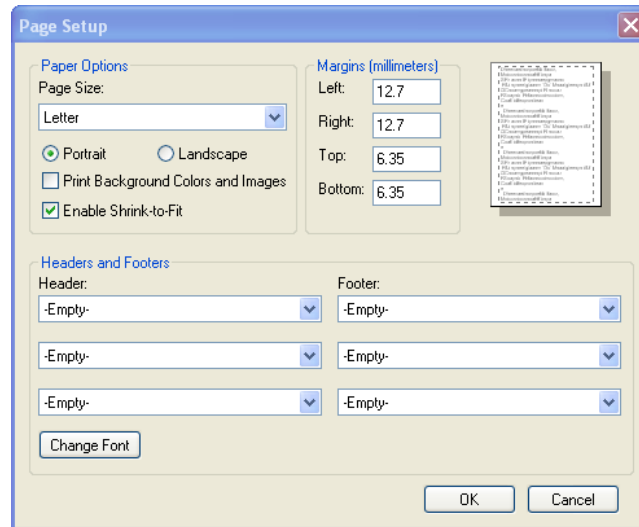 Page Setup
Paper Options
Page Size:
Letter
Portrait
Landscape
Print Background Colors and Images
Enable Shrink-to-Fit
Margins (millimeters)
Left: 12.7
Right: 12.7
Top: 6.35
Bottom: 6.35
Headers and Footers
Header: Footer:
-Empty- -Empty-
-Empty- -Empty-
-Empty- -Empty-
Change Font
OK Cancel